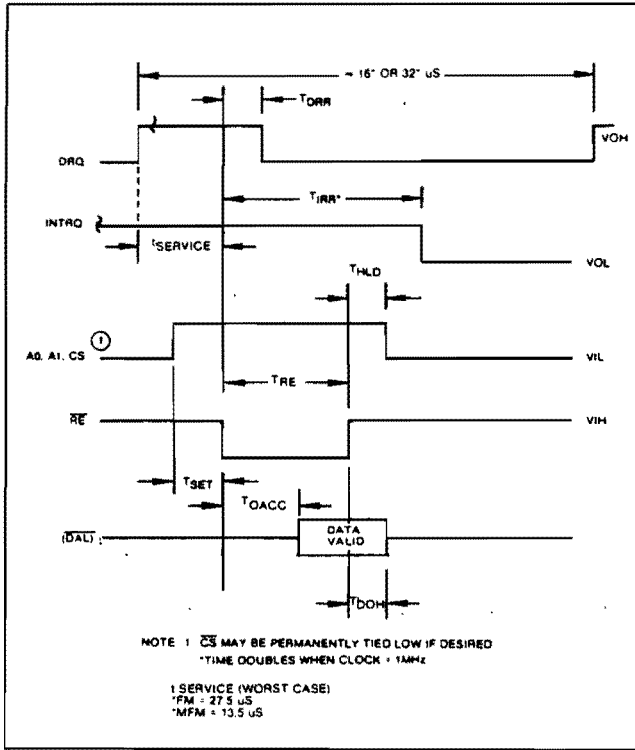 ≈ 16* OR 32* uS
TDRR
VOH
DRQ
TIRR*
INTRQ
tSERVICE
VOL
THLD
1
A0, A1, CS
VIL
TRE
RE
VIH
TSET
TOACC
(DAL)
DATA
VALID
TDOH
NOTE 1 CS MAY BE PERMANENTLY TIED LOW IF DESIRED
*TIME DOUBLES WHEN CLOCK = 1MHz
t SERVICE (WORST CASE)
*FM = 27.5 uS
*MFM = 13.5 uS